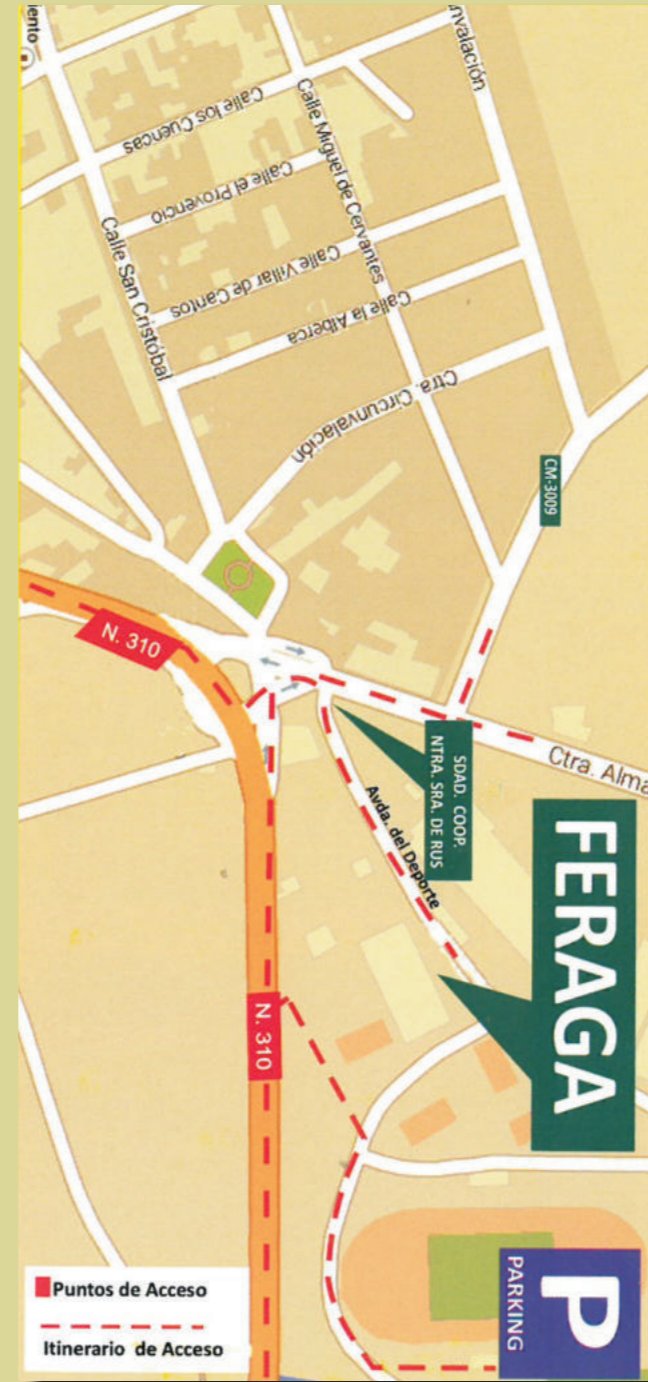 iento
nvalación
Calle los Cuencas
Calle Miguel de Cervantes
Calle el Provencio
Calle San Cristóbal
Calle Villar de Cantos
Calle la Alberca
Ctra. Circunvalación
CM-3009
N. 310
SDAD. COOP.
NTRA. SRA. DE RUS
Ctra. Alma
Avda. del Deporte
FERAGA
N. 310
P
PARKING
Puntos de Acceso
Itinerario de Acceso